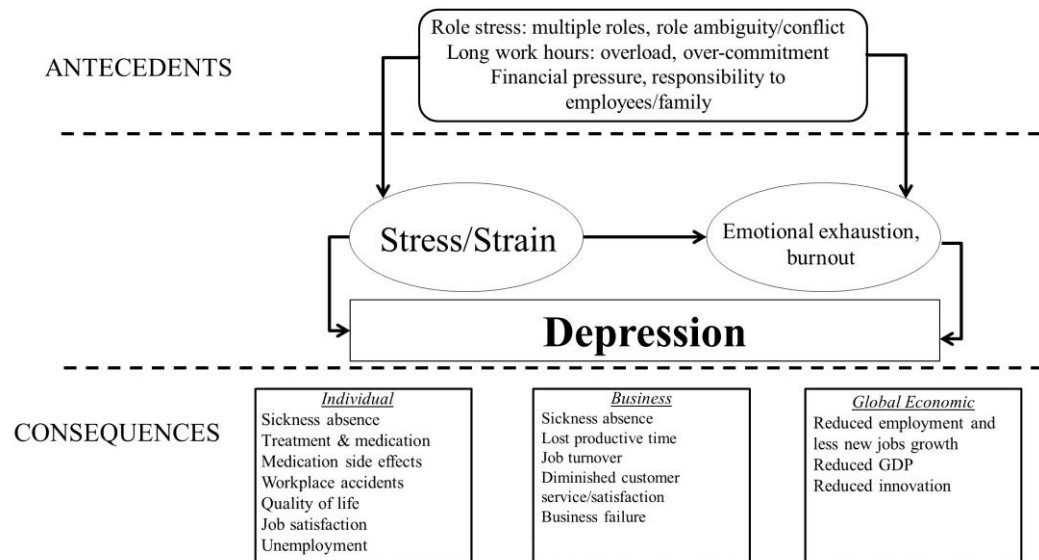 Role stress: multiple roles, role ambiguity/conflict
Long work hours: overload, over-commitment
Financial pressure, responsibility to
employees/family
ANTECEDENTS
Stress/Strain
Emotional exhaustion,
burnout
Depression
CONSEQUENCES
Individual
Sickness absence
Treatment & medication
Medication side effects
Workplace accidents
Quality of life
Job satisfaction
Unemployment
Business
Sickness absence
Lost productive time
Job turnover
Diminished customer
service/satisfaction
Business failure
Global Economic
Reduced employment and
less new jobs growth
Reduced GDP
Reduced innovation